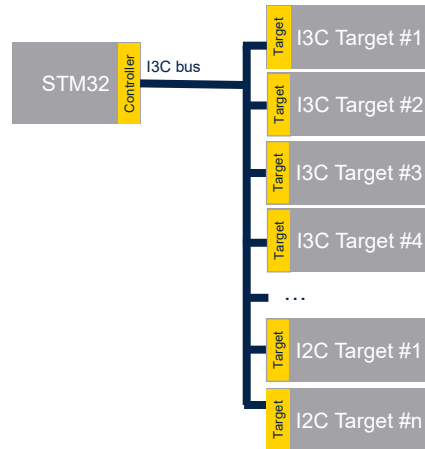 STM32
Controller
I3C bus
Target
I3C Target #1
Target
I3C Target #2
Target
I3C Target #3
Target
I3C Target #4
...
Target
I2C Target #1
Target
I2C Target #n